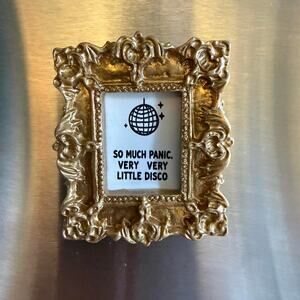 SO MUCH PANIC.
VERY VERY
LITTLE DISCO